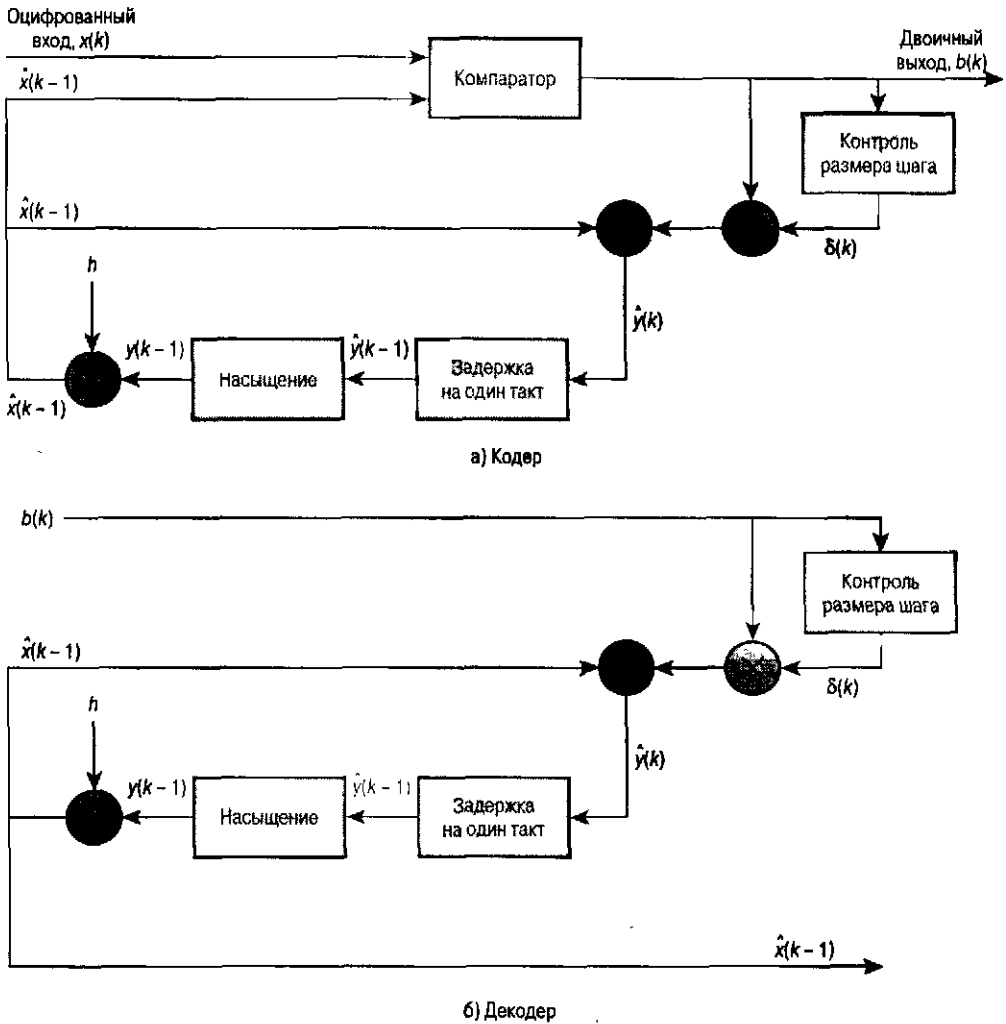 Оцифрованный
вход, x(k)
x̂(k – 1)
Компаратор
Двоичный
выход, b(k)
Контроль
размера шага
x̂(k – 1)
δ(k)
h
ŷ(k)
y(k – 1)
ŷ(k – 1)
Насыщение
Задержка
на один такт
x̂(k – 1)
а) Кодер
b(k)
Контроль
размера шага
x̂(k – 1)
δ(k)
h
ŷ(k)
y(k – 1)
ŷ(k – 1)
Насыщение
Задержка
на один такт
x̂(k – 1)
б) Декодер